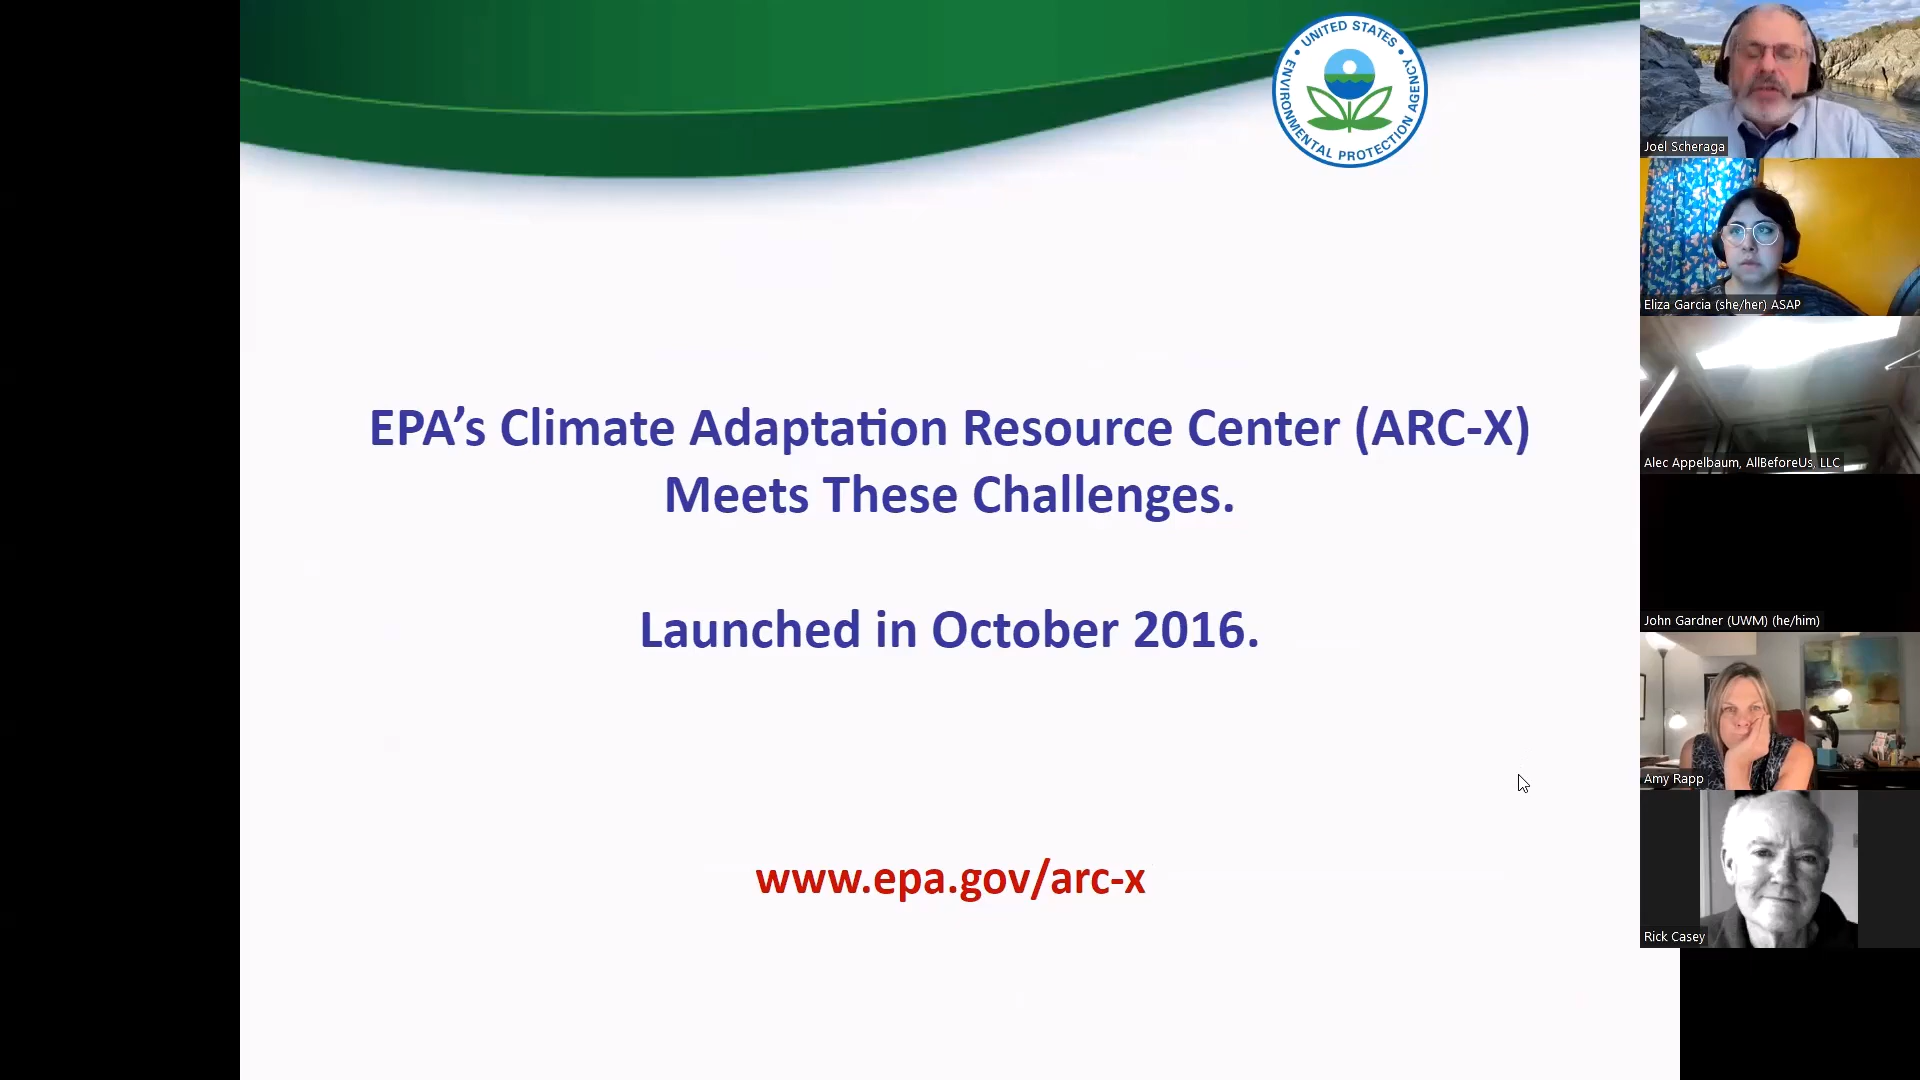 UNITED STATES
ENVIRONMENTAL PROTECTION AGENCY
EPA’s Climate Adaptation Resource Center (ARC-X)
Meets These Challenges.
Launched in October 2016.
www.epa.gov/arc-x
Joel Scheraga
Eliza Garcia (she/her) ASAP
Alec Appelbaum, AllBeforeUs, LLC
John Gardner (UWM) (he/him)
Amy Rapp
Rick Casey